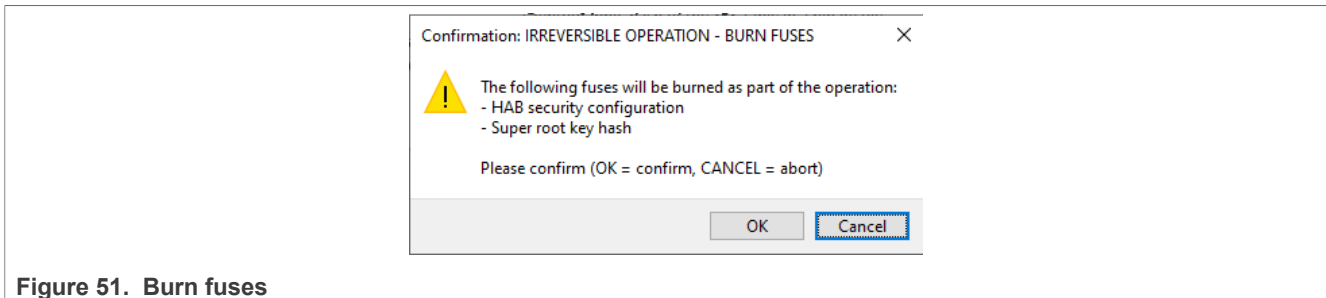 Confirmation: IRREVERSIBLE OPERATION - BURN FUSES
The following fuses will be burned as part of the operation:
- HAB security configuration
- Super root key hash
Please confirm (OK = confirm, CANCEL = abort)
OK Cancel
Figure 51. Burn fuses